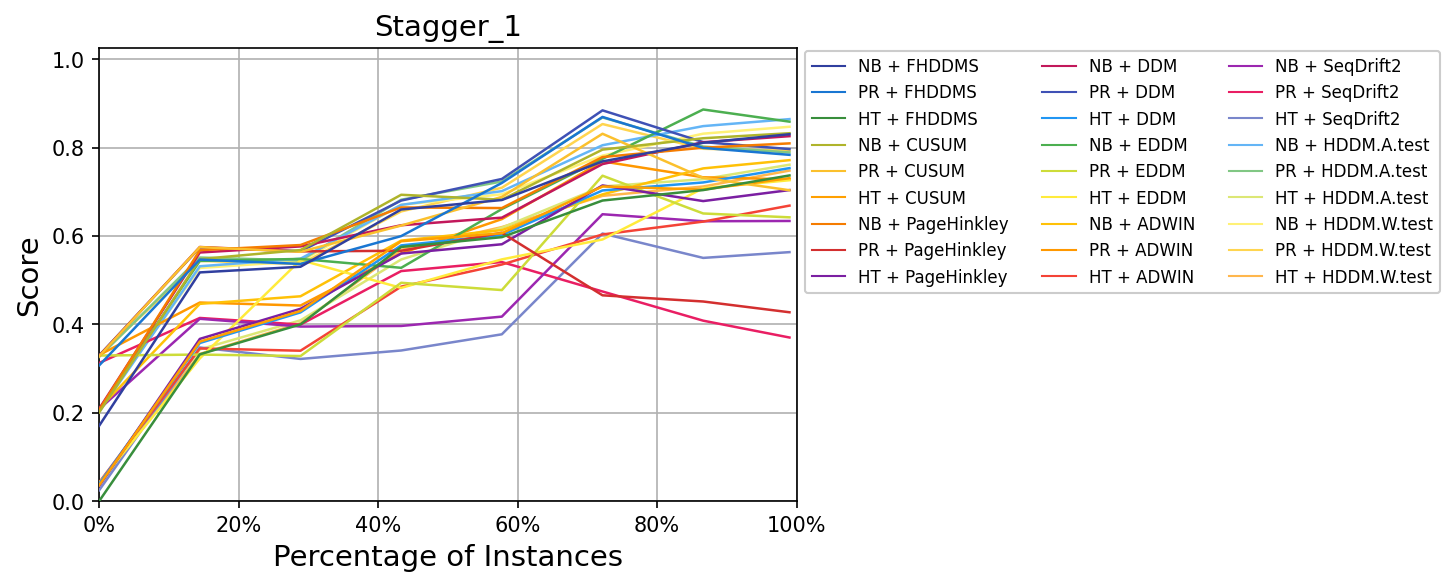 Stagger_1
Score
1.0
0.8
0.6
0.4
0.2
0.0
0% 20% 40% 60% 80% 100%
Percentage of Instances
NB + FHDDMS
PR + FHDDMS
HT + FHDDMS
NB + CUSUM
PR + CUSUM
HT + CUSUM
NB + PageHinkley
PR + PageHinkley
HT + PageHinkley
NB + DDM
PR + DDM
HT + DDM
NB + EDDM
PR + EDDM
HT + EDDM
NB + ADWIN
PR + ADWIN
HT + ADWIN
NB + SeqDrift2
PR + SeqDrift2
HT + SeqDrift2
NB + HDDM.A.test
PR + HDDM.A.test
HT + HDDM.A.test
NB + HDDM.W.test
PR + HDDM.W.test
HT + HDDM.W.test